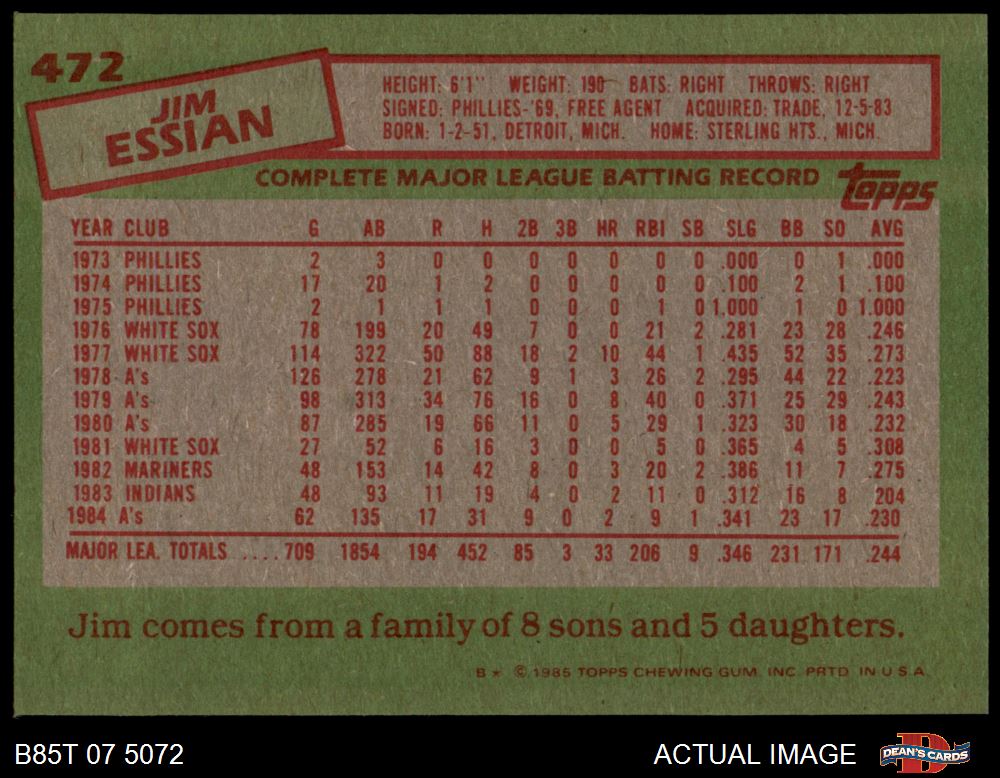 472
JIM
ESSIAN
HEIGHT: 6'1'' WEIGHT: 190 BATS: RIGHT THROWS: RIGHT
SIGNED: PHILLIES-'69, FREE AGENT ACQUIRED: TRADE, 12-5-83
BORN: 1-2-51, DETROIT, MICH. HOME: STERLING HTS., MICH.
COMPLETE MAJOR LEAGUE BATTING RECORD
topps
YEAR CLUB G AB R H 2B 3B HR RBI SB SLG BB SO AVG
1973 PHILLIES 2 3 0 0 0 0 0 0 0 .000 0 1 .000
1974 PHILLIES 17 20 1 2 0 0 0 0 0 .100 2 1 .100
1975 PHILLIES 2 1 1 1 0 0 0 1 0 1.000 1 0 1.000
1976 WHITE SOX 78 199 20 49 7 0 0 21 2 .281 23 28 .246
1977 WHITE SOX 114 322 50 88 18 2 10 44 1 .435 52 35 .273
1978 A's 126 278 21 62 9 1 3 26 2 .295 44 22 .223
1979 A's 98 313 34 76 16 0 8 40 0 .371 25 29 .243
1980 A's 87 285 19 66 11 0 5 29 1 .323 30 18 .232
1981 WHITE SOX 27 52 6 16 3 0 0 5 0 .365 4 5 .308
1982 MARINERS 48 153 14 42 8 0 3 20 2 .386 11 7 .275
1983 INDIANS 48 93 11 19 4 0 2 11 0 .312 16 8 .204
1984 A's 62 135 17 31 9 0 2 9 1 .341 23 17 .230
MAJOR LEA. TOTALS .....709 1854 194 452 85 3 33 206 9 .346 231 171 .244
Jim comes from a family of 8 sons and 5 daughters.
B* © 1985 TOPPS CHEWING GUM, INC. PRTD. IN U.S.A.
B85T 07 5072 ACTUAL IMAGE DEAN'S CARDS